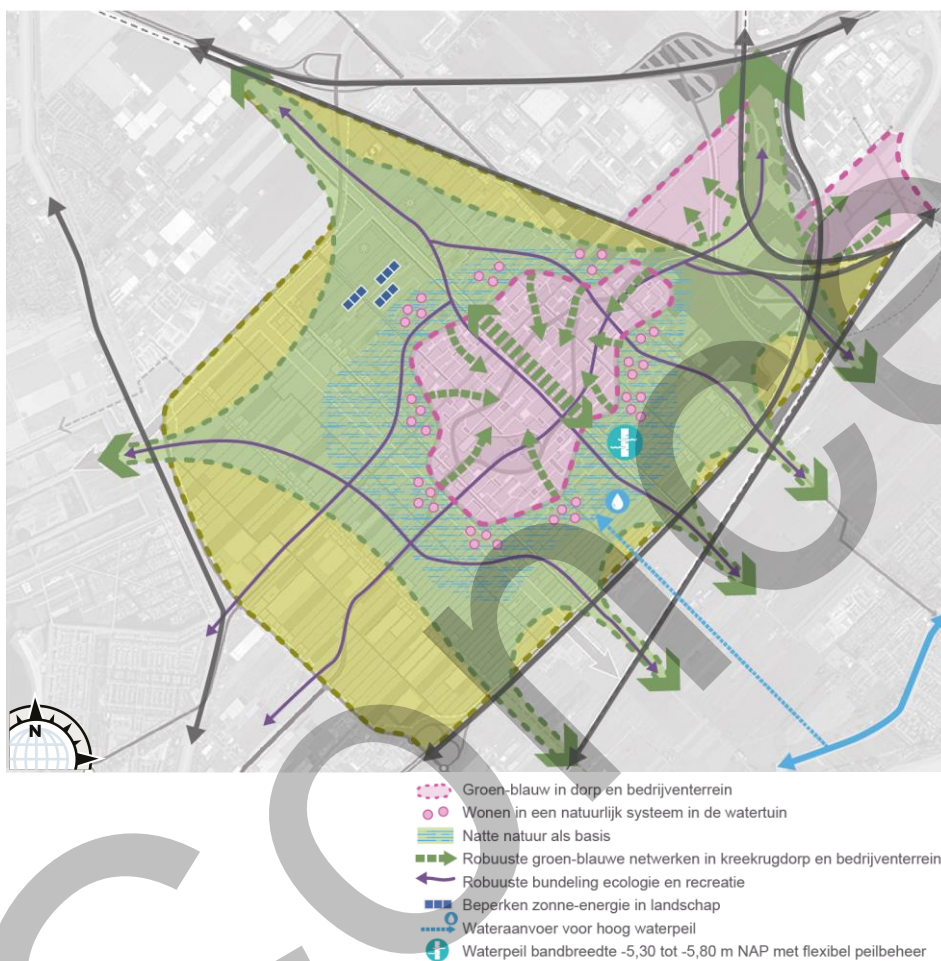 N
Groen-blauw in dorp en bedrijventerrein
Wonen in een natuurlijk systeem in de watertuin
Natte natuur als basis
Robuuste groen-blauwe netwerken in kreekrugdorp en bedrijventerrein
Robuuste bundeling ecologie en recreatie
Beperken zonne-energie in landschap
Wateraanvoer voor hoog waterpeil
Waterpeil bandbreedte -5,30 tot -5,80 m NAP met flexibel peilbeheer